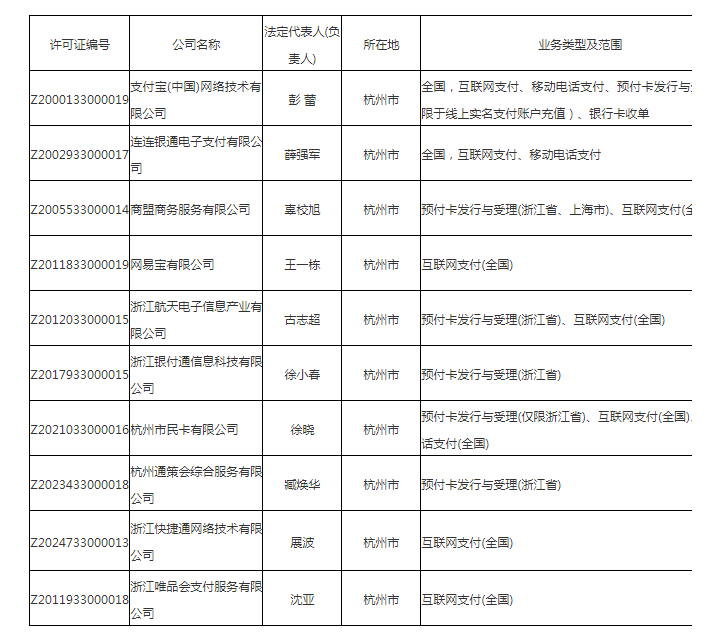 许可证编号
公司名称
法定代表人(负
责人)
所在地
业务类型及范围
Z2000133000019
支付宝(中国)网络技术有
限公司
彭 蕾
杭州市
全国，互联网支付、移动电话支付、预付卡发行与
限于线上实名支付账户充值）、银行卡收单
Z2002933000017
连连银通电子支付有限公
司
薛强军
杭州市
全国，互联网支付、移动电话支付
Z2005533000014
商盟商务服务有限公司
辜校旭
杭州市
预付卡发行与受理(浙江省、上海市)、互联网支付(全
Z2011833000019
网易宝有限公司
王一栋
杭州市
互联网支付(全国)
Z2012033000015
浙江航天电子信息产业有
限公司
古志超
杭州市
预付卡发行与受理(浙江省)、互联网支付(全国)
Z2017933000015
浙江银付通信息科技有限
公司
徐小春
杭州市
预付卡发行与受理(浙江省)
Z2021033000016
杭州市民卡有限公司
徐晓
杭州市
预付卡发行与受理(仅限浙江省)、互联网支付(全国)、
话支付(全国)
Z2023433000018
杭州通策会综合服务有限
公司
臧焕华
杭州市
预付卡发行与受理(浙江省)
Z2024733000013
浙江快捷通网络技术有限
公司
展波
杭州市
互联网支付(全国)
Z2011933000018
浙江唯品会支付服务有限
公司
沈亚
杭州市
互联网支付(全国)